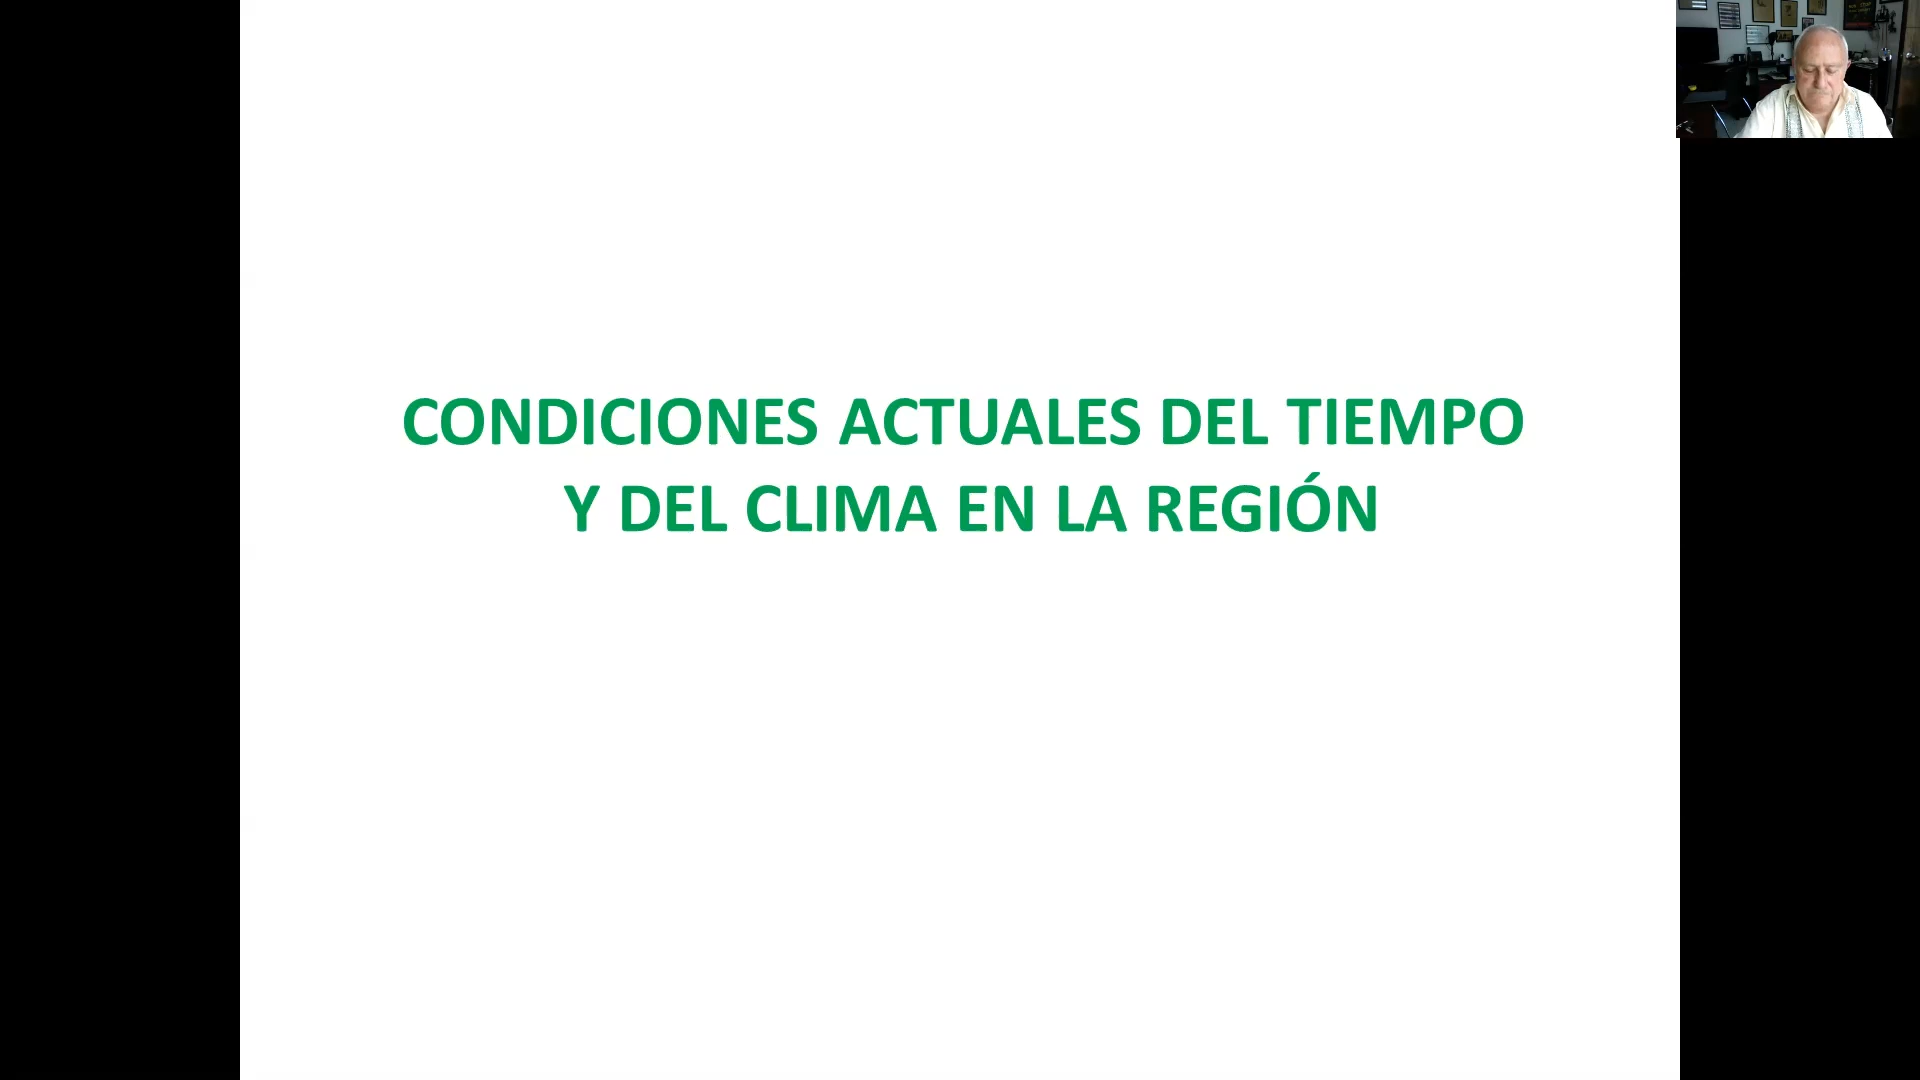 CONDICIONES ACTUALES DEL TIEMPO
Y DEL CLIMA EN LA REGIÓN